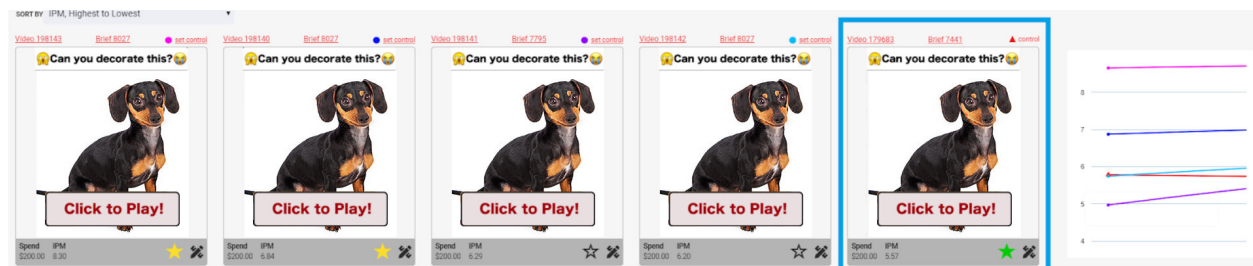 SORT BY IPM, Highest to Lowest
Video 198143 Brief 8027 set control
😱Can you decorate this?😭
Click to Play!
Spend IPM
$200.00 8.30
Video 198140 Brief 8027 set control
😱Can you decorate this?😭
Click to Play!
Spend IPM
$200.00 6.84
Video 198141 Brief 7795 set control
😱Can you decorate this?😭
Click to Play!
Spend IPM
$200.00 6.29
Video 198142 Brief 8027 set control
😱Can you decorate this?😭
Click to Play!
Spend IPM
$200.00 6.20
Video 179683 Brief 7441 control
😱Can you decorate this?😭
Click to Play!
Spend IPM
$200.00 5.57
8
7
6
5
4